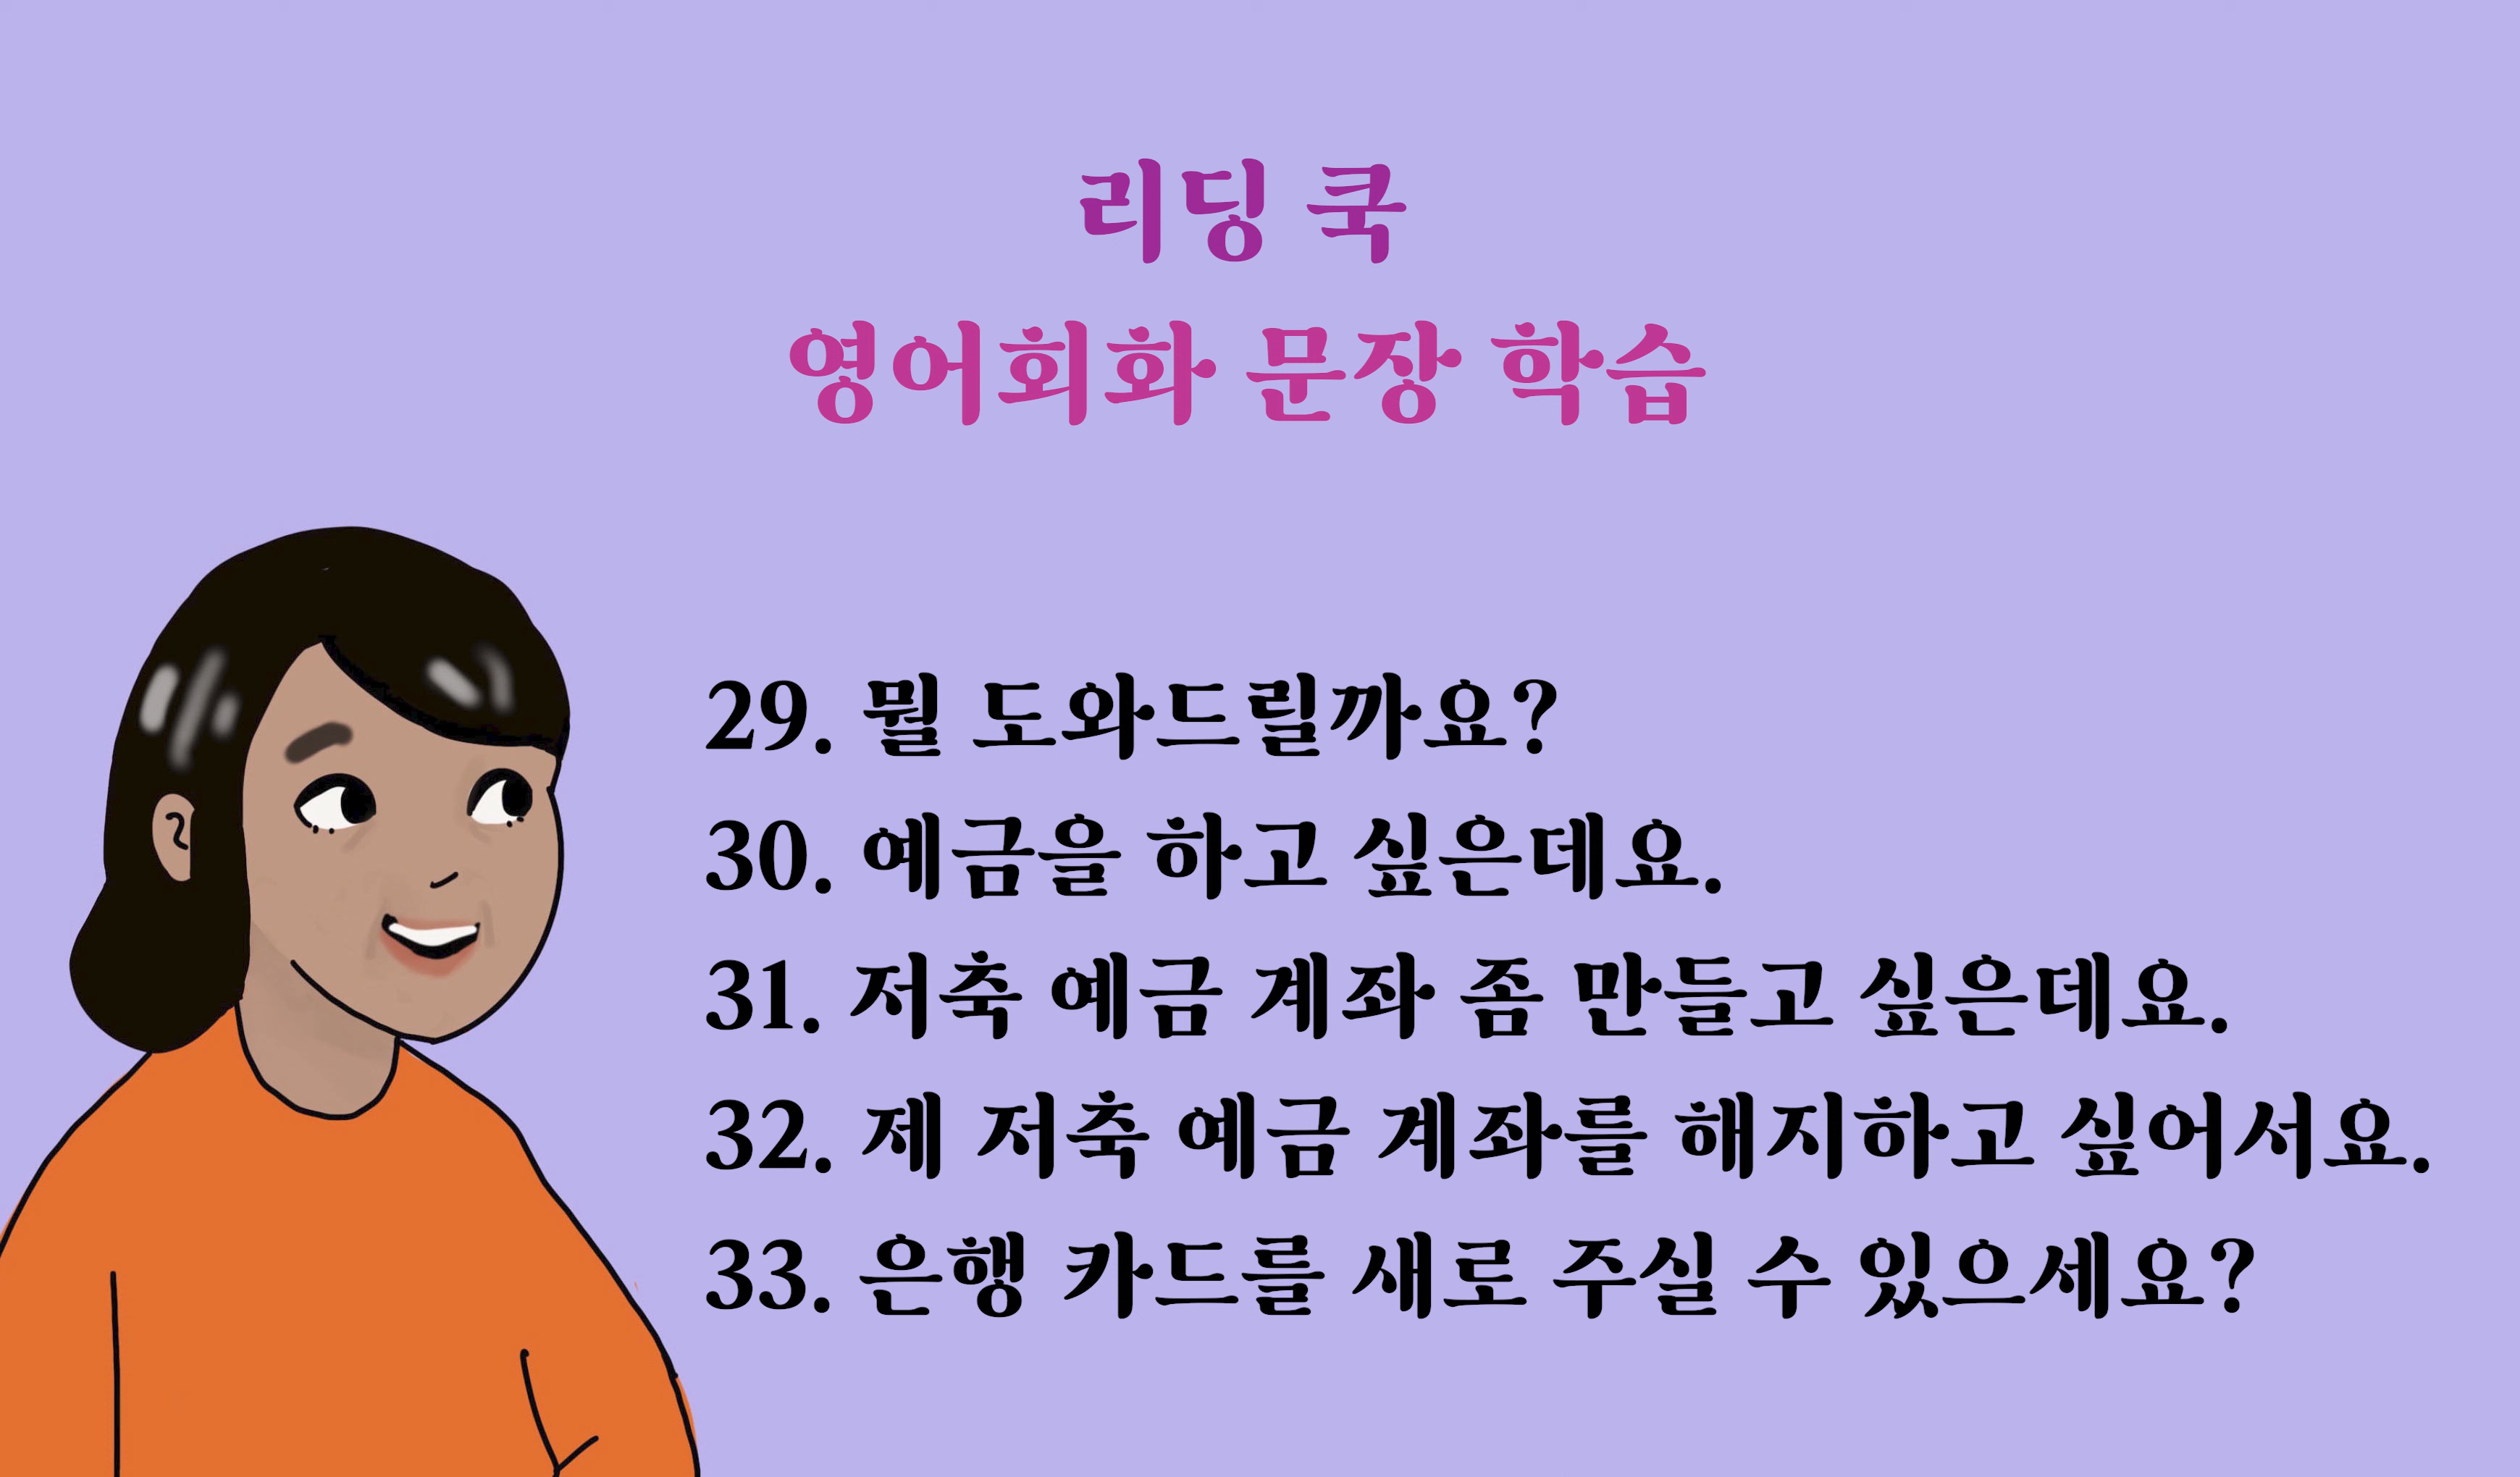 리딩 쿡
영어회화 문장 학습
29. 뭘 도와드릴까요?
30. 예금을 하고 싶은데요.
31. 저축 예금 계좌 좀 만들고 싶은데요.
32. 제 저축 예금 계좌를 해지하고 싶어서요.
33. 은행 카드를 새로 주실 수 있으세요?